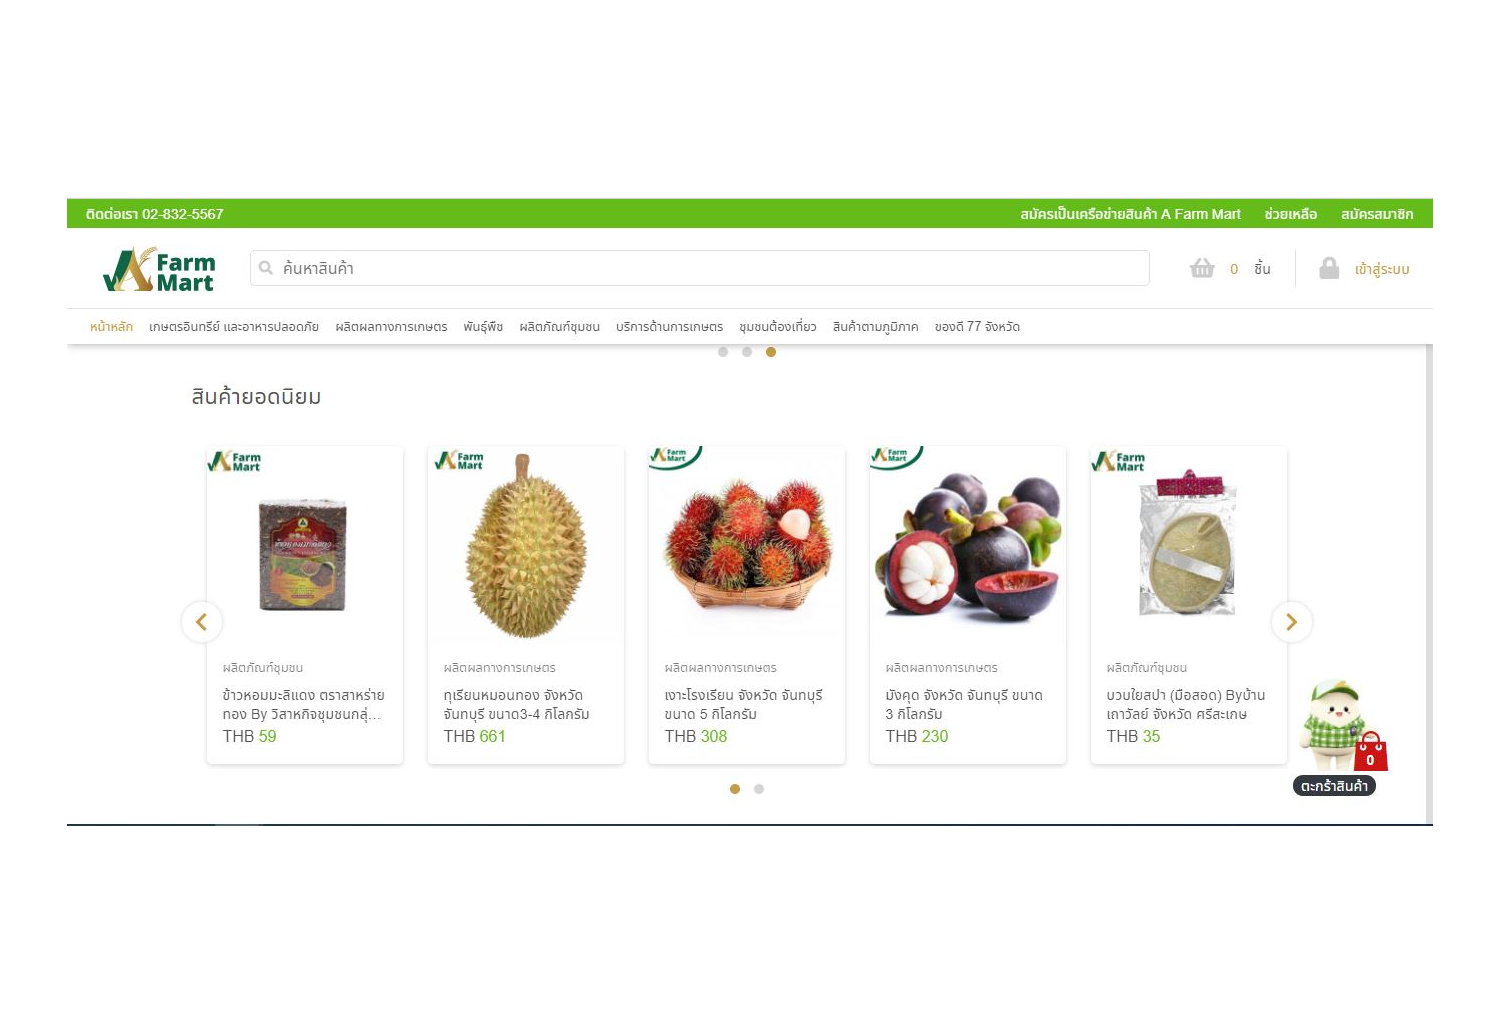 ติดต่อเรา 02-832-5567
สมัครเป็นเครือข่ายสินค้า A Farm Mart ช่วยเหลือ สมัครสมาชิก
Farm
Mart
ค้นหาสินค้า
0 ชิ้น
เข้าสู่ระบบ
หน้าหลัก เกษตรอินทรีย์ และอาหารปลอดภัย ผลิตผลทางการเกษตร พันธุ์พืช ผลิตภัณฑ์ชุมชน บริการด้านการเกษตร ชุมชนต้องเที่ยว สินค้าตามภูมิภาค ของดี 77 จังหวัด
สินค้ายอดนิยม
Farm
Mart
ผลิตภัณฑ์ชุมชน
ข้าวหอมมะลิแดง ตราสาหร่าย
ทอง By วิสาหกิจชุมชนกลุ่...
THB 59
Farm
Mart
ผลิตผลทางการเกษตร
ทุเรียนหมอนทอง จังหวัด
จันทบุรี ขนาด3-4 กิโลกรัม
THB 661
Farm
Mart
ผลิตผลทางการเกษตร
เงาะโรงเรียน จังหวัด จันทบุรี
ขนาด 5 กิโลกรัม
THB 308
Farm
Mart
ผลิตผลทางการเกษตร
มังคุด จังหวัด จันทบุรี ขนาด
3 กิโลกรัม
THB 230
Farm
Mart
ผลิตภัณฑ์ชุมชน
บวบใยสปา (มือสอด) Byบ้าน
เถาวัลย์ จังหวัด ศรีสะเกษ
THB 35
0
ตะกร้าสินค้า